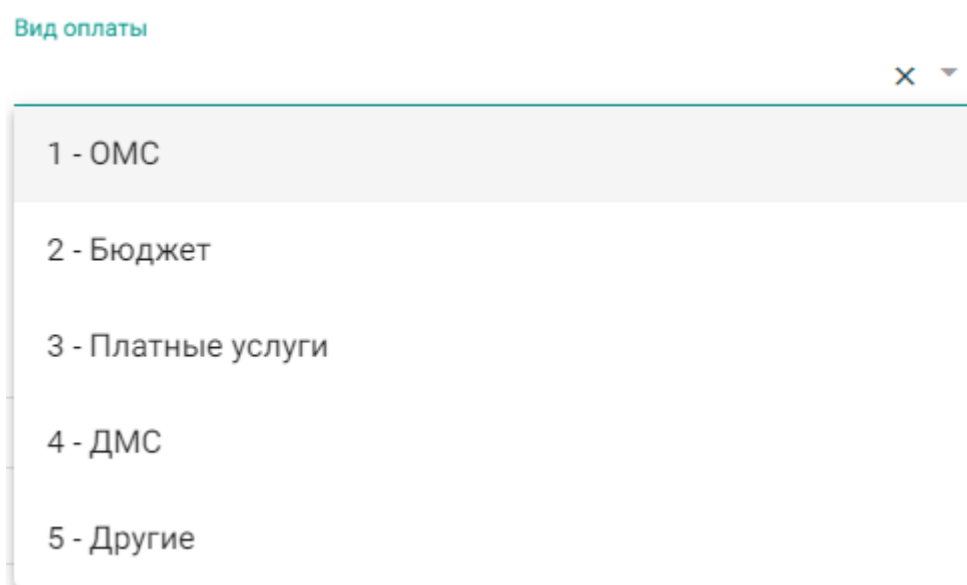 Вид оплаты
1 - ОМС
2 - Бюджет
3 - Платные услуги
4 - ДМС
5 - Другие